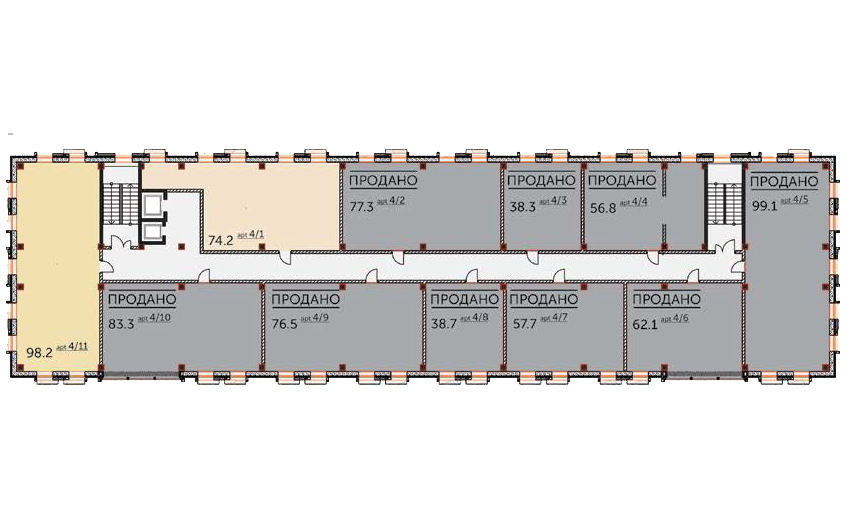 ПРОДАНО
77.3 apt 4/2
ПРОДАНО
38.3 apt 4/3
ПРОДАНО
56.8 apt 4/4
ПРОДАНО
99.1 apt 4/5
74.2 apt 4/1
ПРОДАНО
83.3 apt 4/10
ПРОДАНО
76.5 apt 4/9
ПРОДАНО
38.7 apt 4/8
ПРОДАНО
57.7 apt 4/7
ПРОДАНО
62.1 apt 4/6
98.2 apt 4/11